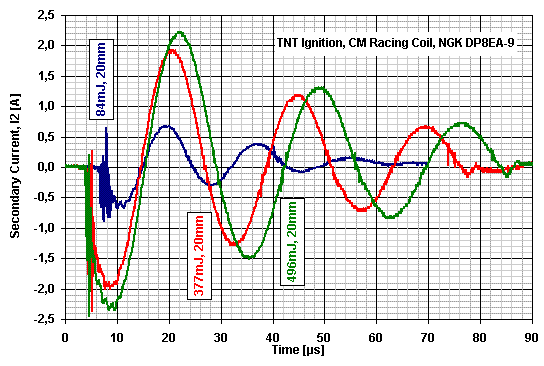 TNT Ignition, CM Racing Coil, NGK DP8EA-9
Secondary Current, I2 [A]
2,5
2,0
1,5
1,0
0,5
0,0
-0,5
-1,0
-1,5
-2,0
-2,5
84mJ, 20mm
377mJ, 20mm
496mJ, 20mm
0 10 20 30 40 50 60 70 80 90
Time [µs]